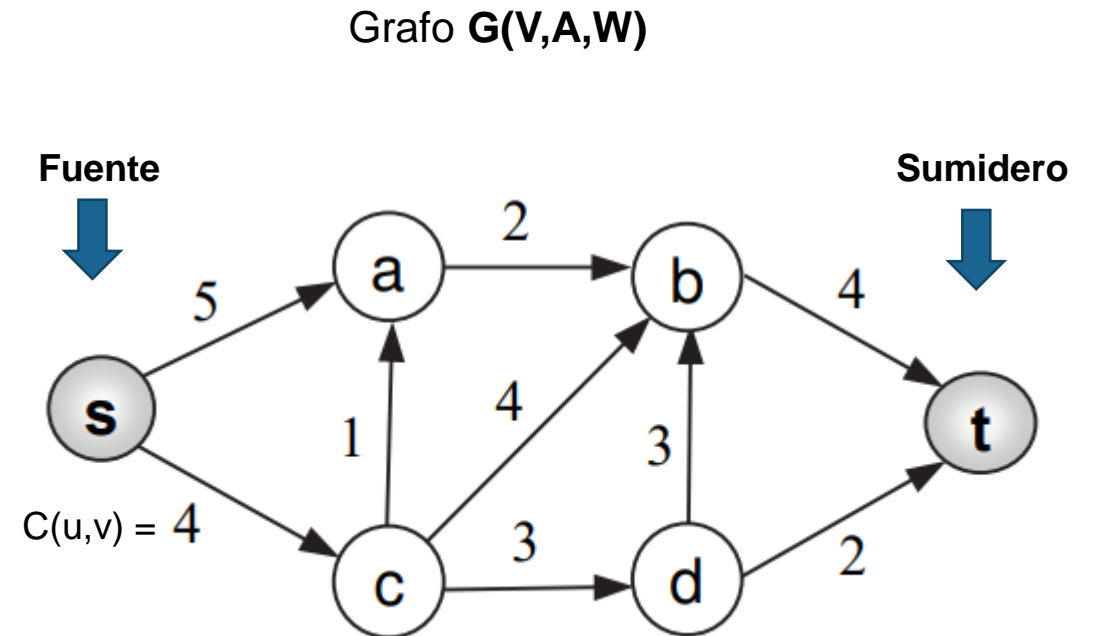 Grafo G(V,A,W)
Fuente
Sumidero
2
a
b
5
4
s
4
t
1
3
C(u,v) = 4
3
2
c
d